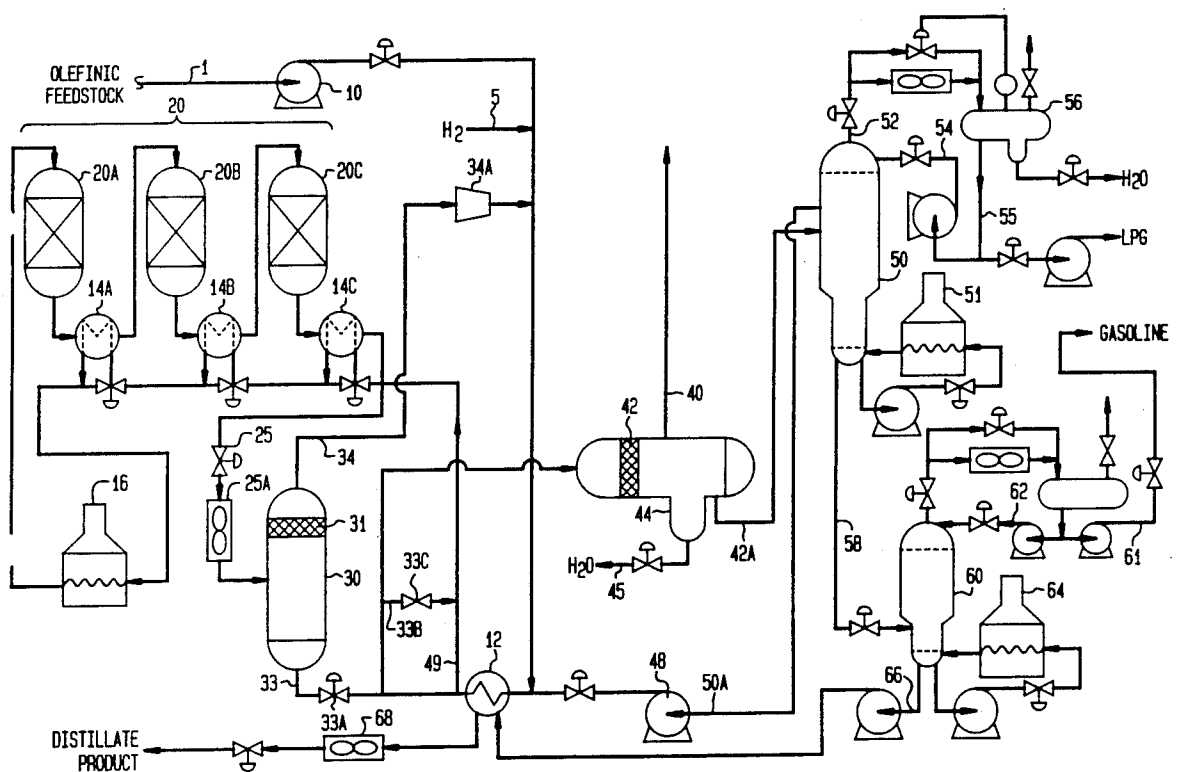 OLEFINIC
FEEDSTOCK
1
10
20
5
H2
34A
20A
20B
20C
14A
14B
14C
52
54
56
H2O
55
LPG
50
51
GASOLINE
40
42
25
25A
34
16
31
30
44
42A
H2O
45
33C
33B
58
62
61
60
64
12
49
33
33A
68
48
50A
66
DISTILLATE
PRODUCT